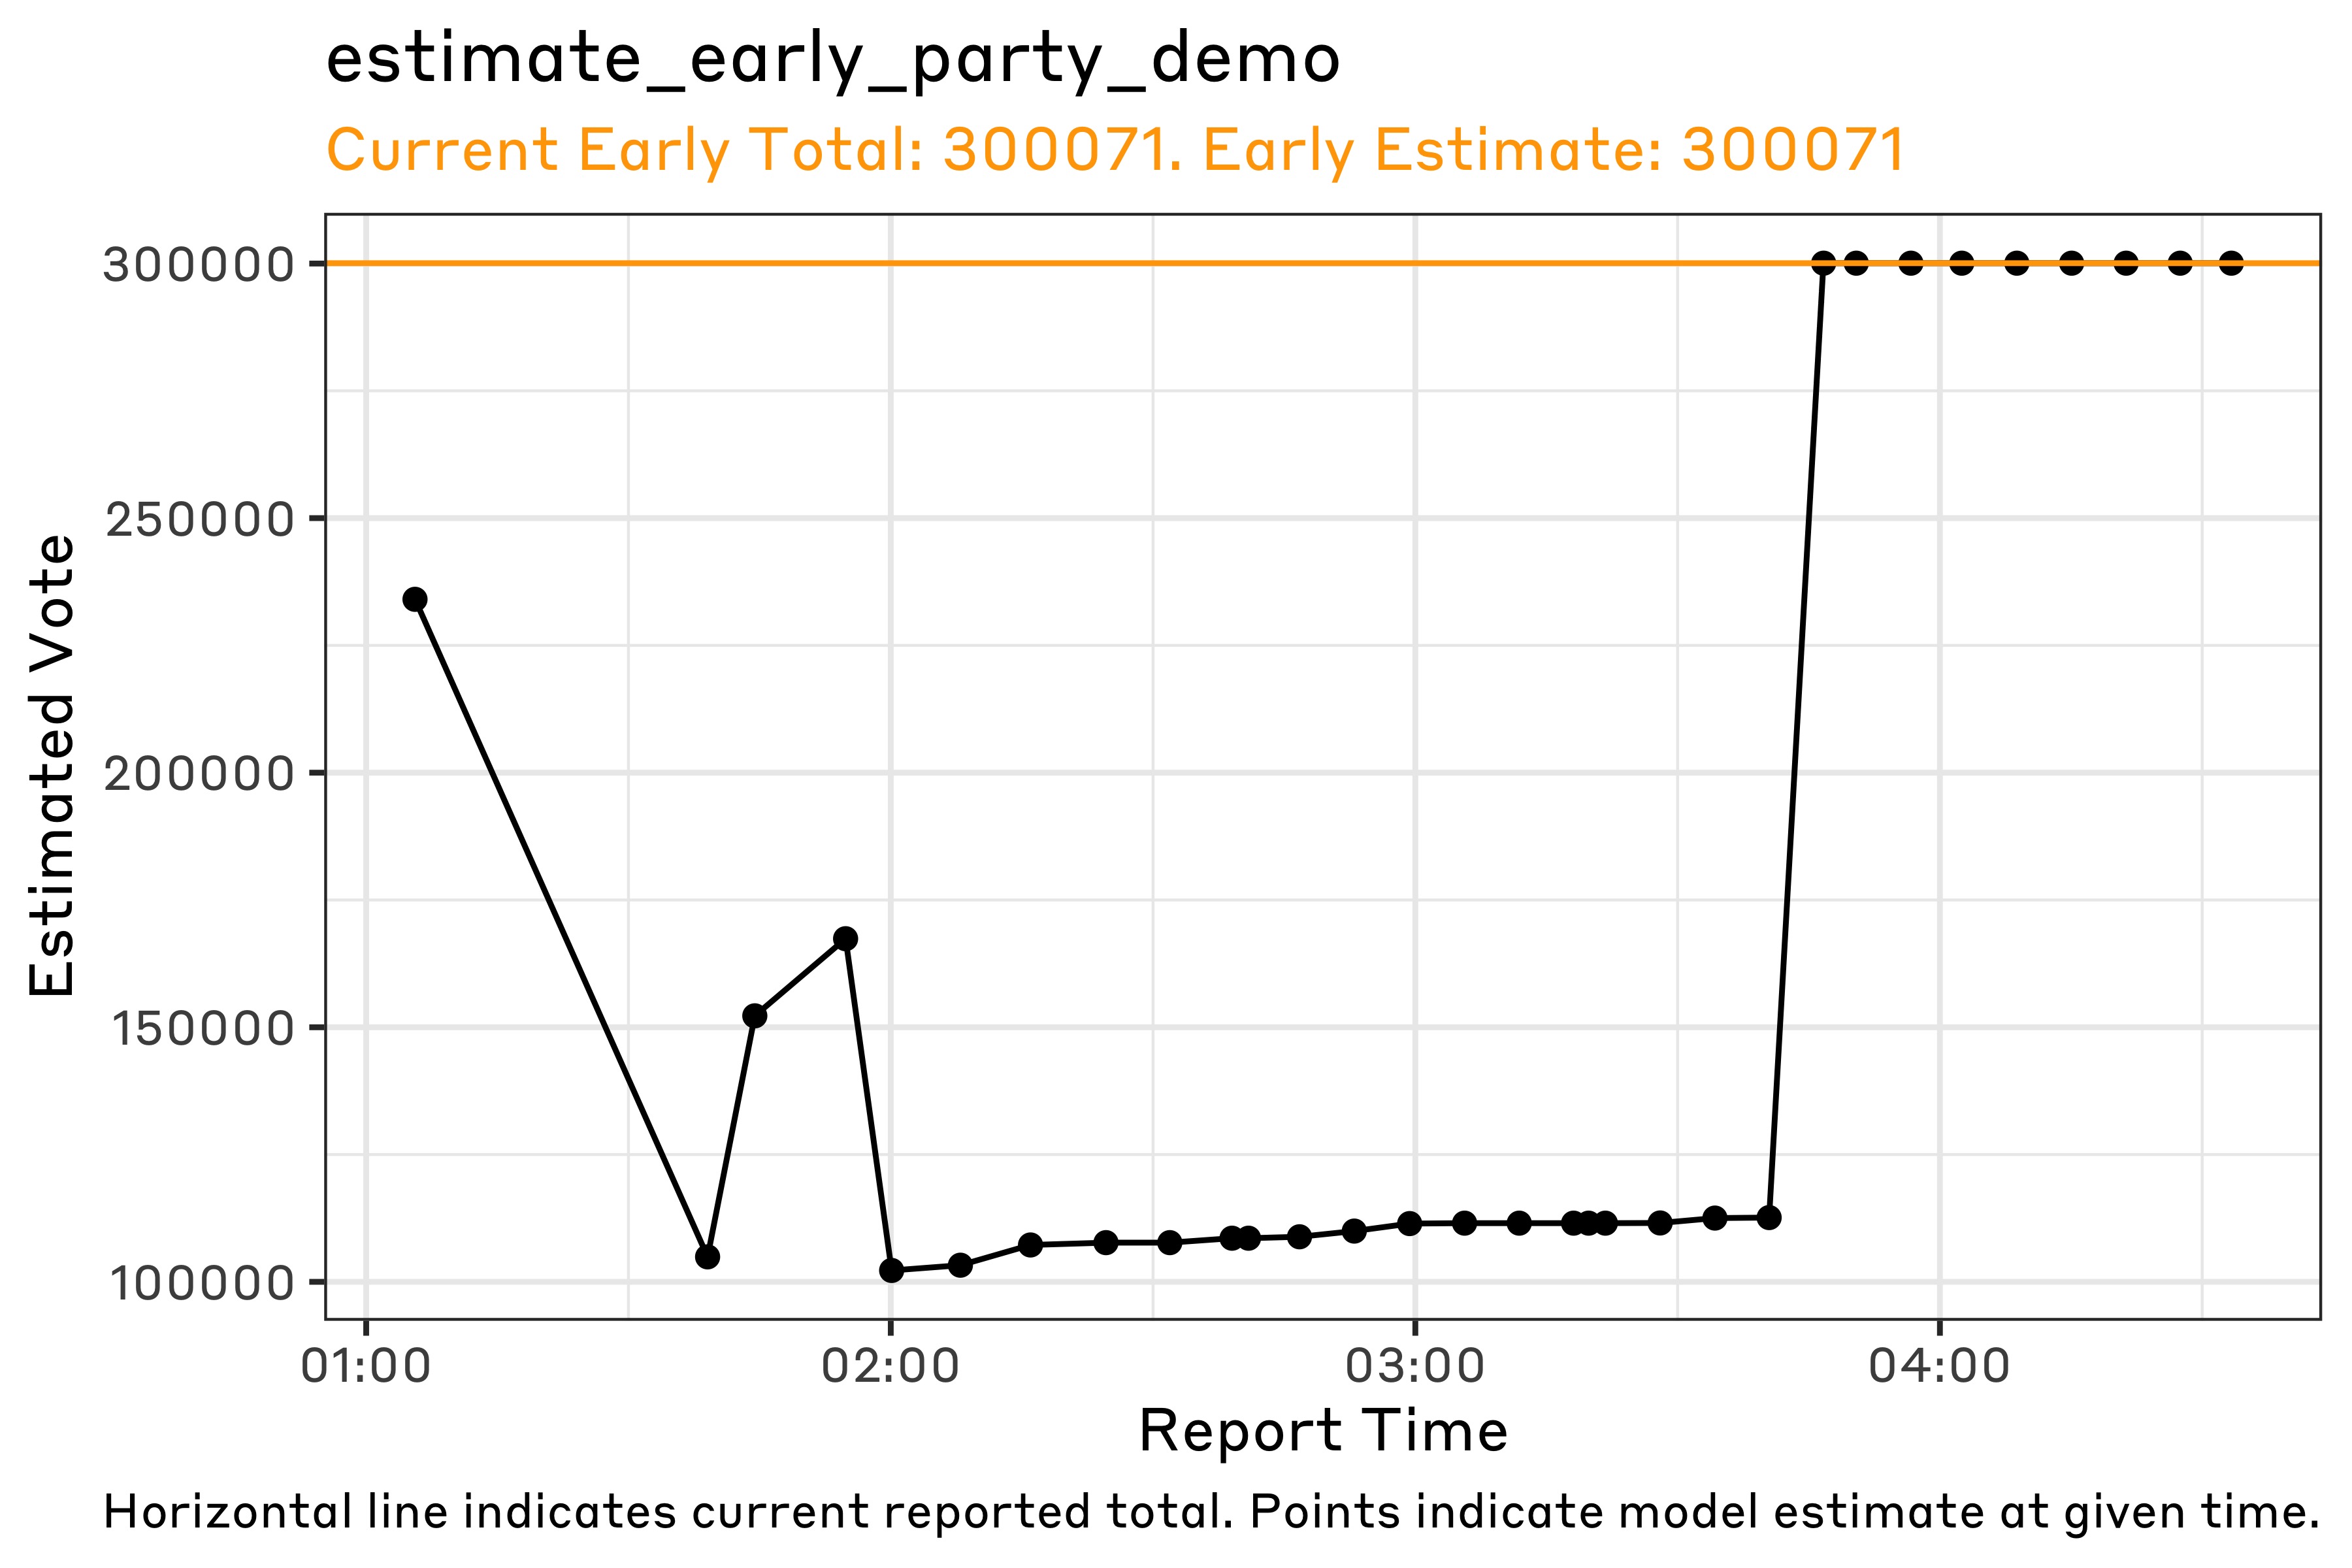 estimate_early_party_demo
Current Early Total: 300071. Early Estimate: 300071
Estimated Vote
300000
250000
200000
150000
100000
01:00 02:00 03:00 04:00
Report Time
Horizontal line indicates current reported total. Points indicate model estimate at given time.